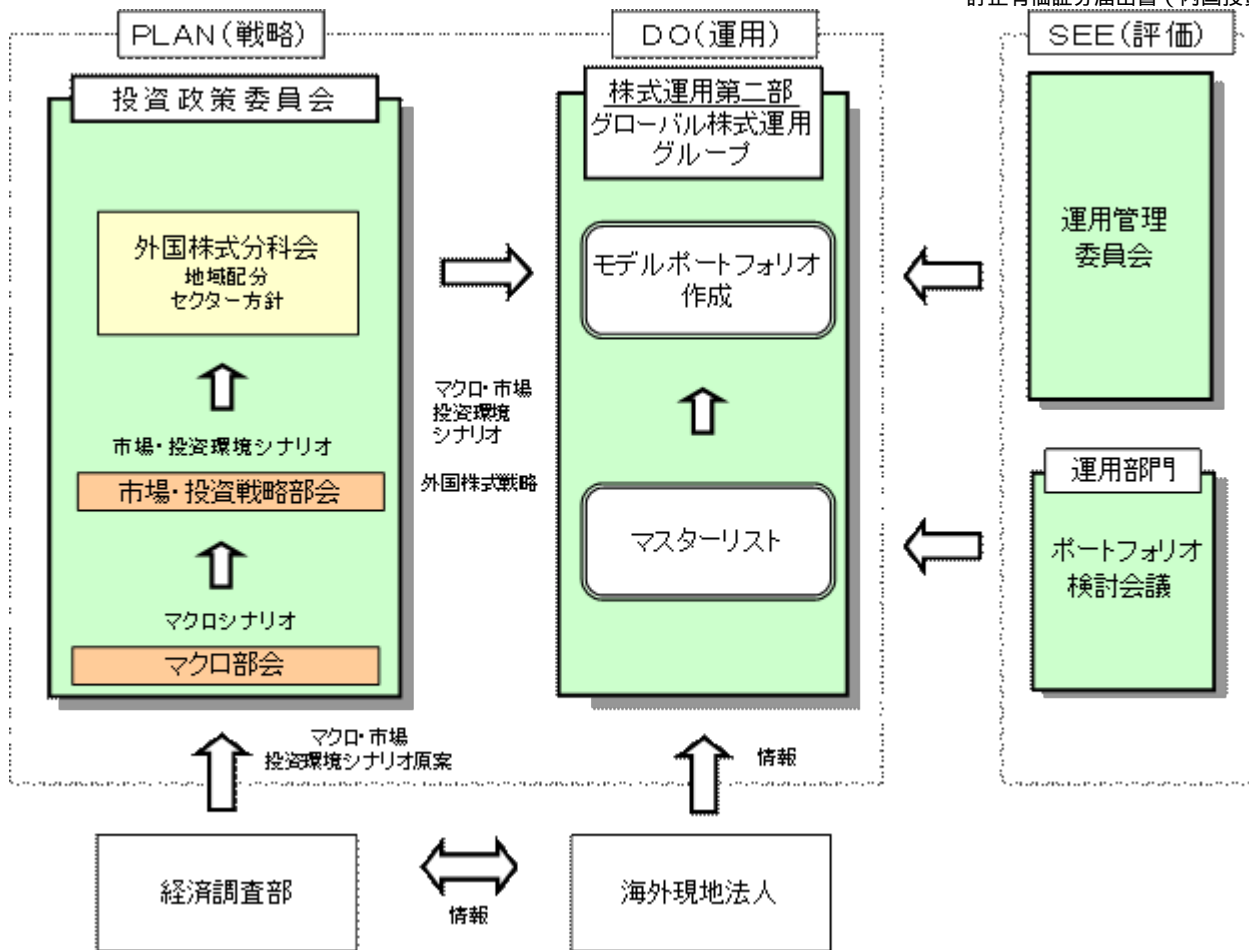 PLAN(戦略)
投資政策委員会
外国株式分科会
地域配分
セクター方針
市場・投資環境シナリオ
市場・投資戦略部会
マクロシナリオ
マクロ部会
マクロ・市場
投資環境シナリオ原案
経済調査部
マクロ・市場
投資環境
シナリオ
外国株式戦略
情報
DO(運用)
株式運用第二部
グローバル株式運用
グループ
モデルポートフォリオ
作成
マスターリスト
情報
海外現地法人
SEE(評価)
運用管理
委員会
運用部門
ポートフォリオ
検討会議